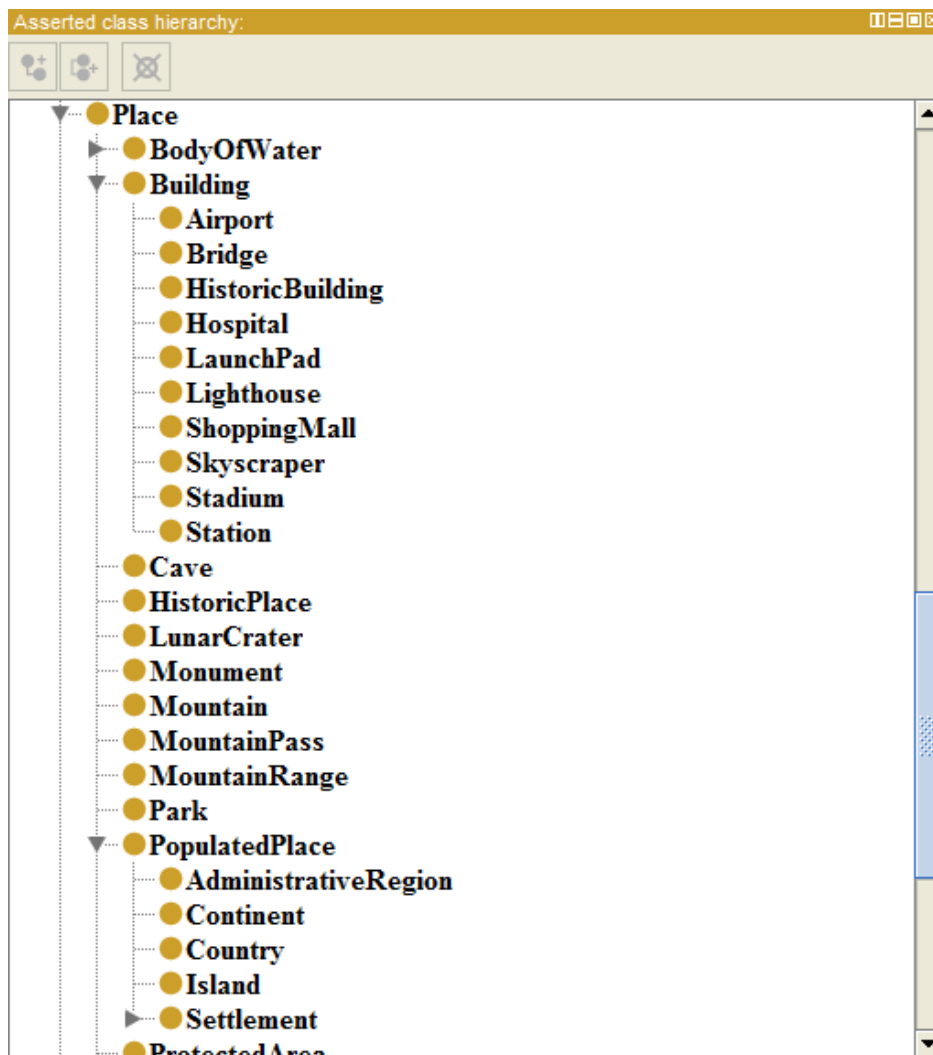 Asserted class hierarchy:
Place
BodyOfWater
Building
Airport
Bridge
HistoricBuilding
Hospital
LaunchPad
Lighthouse
ShoppingMall
Skyscraper
Stadium
Station
Cave
HistoricPlace
LunarCrater
Monument
Mountain
MountainPass
MountainRange
Park
PopulatedPlace
AdministrativeRegion
Continent
Country
Island
Settlement
ProtectedArea